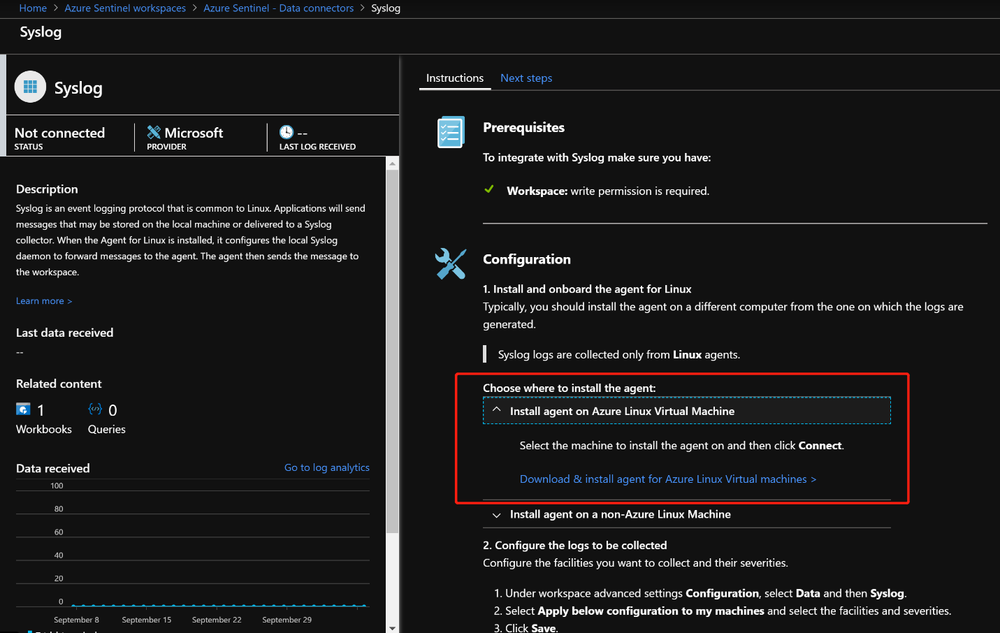 Home > Azure Sentinel workspaces > Azure Sentinel - Data connectors > Syslog
Syslog
Syslog
Not connected
STATUS
Microsoft
PROVIDER
--
LAST LOG RECEIVED
Description
Syslog is an event logging protocol that is common to Linux. Applications will send
messages that may be stored on the local machine or delivered to a Syslog
collector. When the Agent for Linux is installed, it configures the local Syslog
daemon to forward messages to the agent. The agent then sends the message to
the workspace.
Learn more >
Last data received
--
Related content
1
Workbooks
0
Queries
Data received
Go to log analytics
100
80
60
40
20
0
September 8
September 15
September 22
September 29
Instructions
Next steps
Prerequisites
To integrate with Syslog make sure you have:
Workspace: write permission is required.
Configuration
1. Install and onboard the agent for Linux
Typically, you should install the agent on a different computer from the one on which the logs are
generated.
Syslog logs are collected only from Linux agents.
Choose where to install the agent:
Install agent on Azure Linux Virtual Machine
Select the machine to install the agent on and then click Connect.
Download & install agent for Azure Linux Virtual machines >
Install agent on a non-Azure Linux Machine
2. Configure the logs to be collected
Configure the facilities you want to collect and their severities.
1. Under workspace advanced settings Configuration, select Data and then Syslog.
2. Select Apply below configuration to my machines and select the facilities and severities.
3. Click Save.